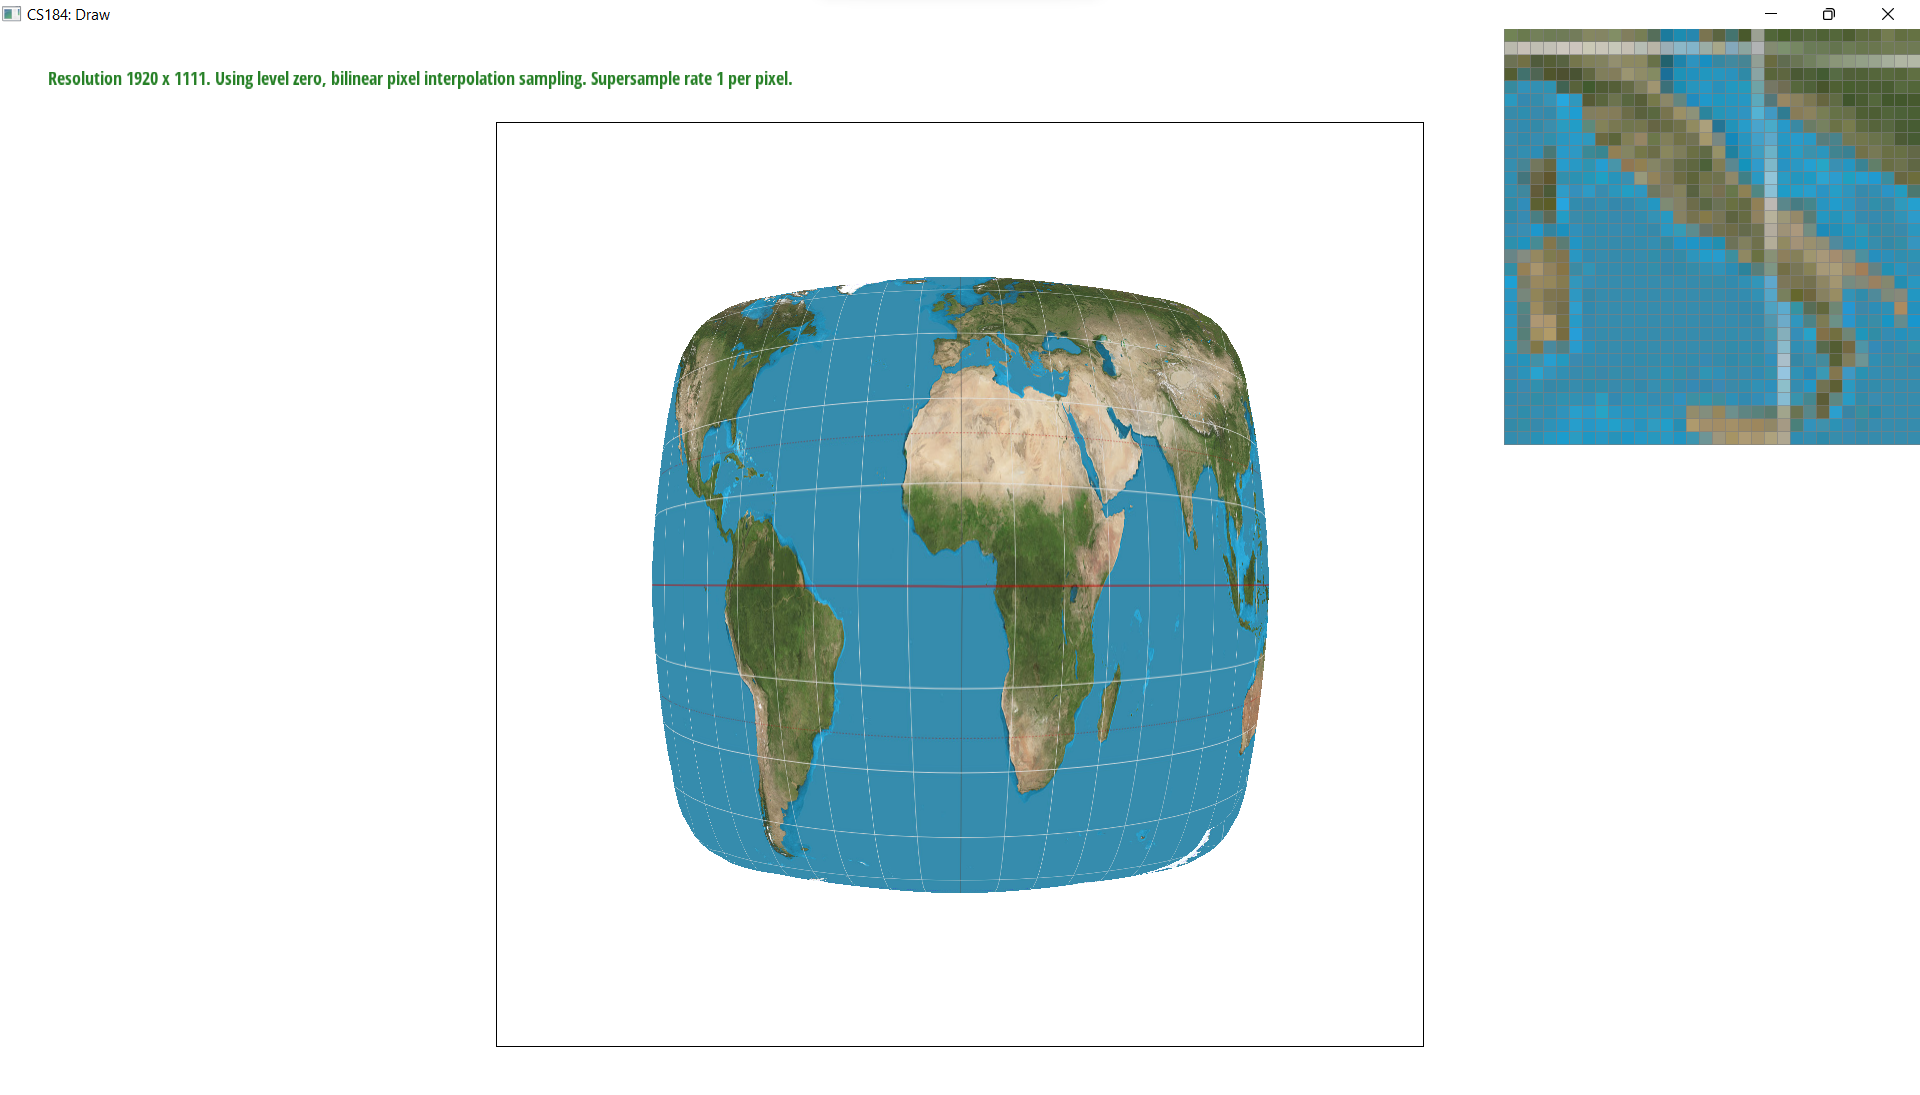 CS184: Draw
Resolution 1920 x 1111. Using level zero, bilinear pixel interpolation sampling. Supersample rate 1 per pixel.